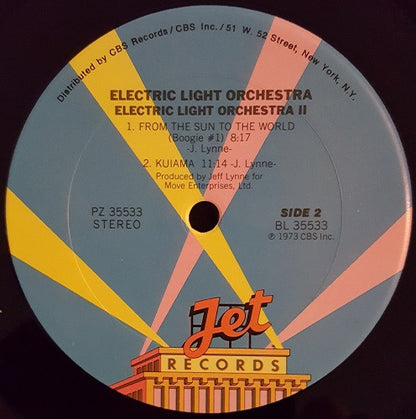 Distributed by CBS Records / CBS Inc. / 51 W. 52 Street, New York, N.Y.
ELECTRIC LIGHT ORCHESTRA
ELECTRIC LIGHT ORCHESTRA II
1. FROM THE SUN TO THE WORLD
(Boogie #1) 8:17
-J. Lynne-
2. KUIAMA 11:14 -J. Lynne-
Produced by Jeff Lynne for
Move Enterprises, Ltd.
PZ 35533
STEREO
SIDE 2
BL 35533
℗ 1973 CBS Inc.
Jet
RECORDS